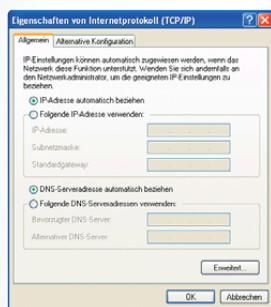 Eigenschaften von Internetprotokoll (TCP/IP)
Allgemein Alternative Konfiguration
IP-Einstellungen können automatisch zugewiesen werden, wenn das
Netzwerk diese Funktion unterstützt. Wenden Sie sich andernfalls an
den Netzwerkadministrator, um die geeigneten IP-Einstellungen zu
beziehen.
IP-Adresse automatisch beziehen
Folgende IP-Adresse verwenden:
IP-Adresse:
Subnetzmaske:
Standardgateway:
DNS-Serveradresse automatisch beziehen
Folgende DNS-Serveradressen verwenden:
Bevorzugter DNS-Server:
Alternativer DNS-Server:
Erweitert...
OK Abbrechen